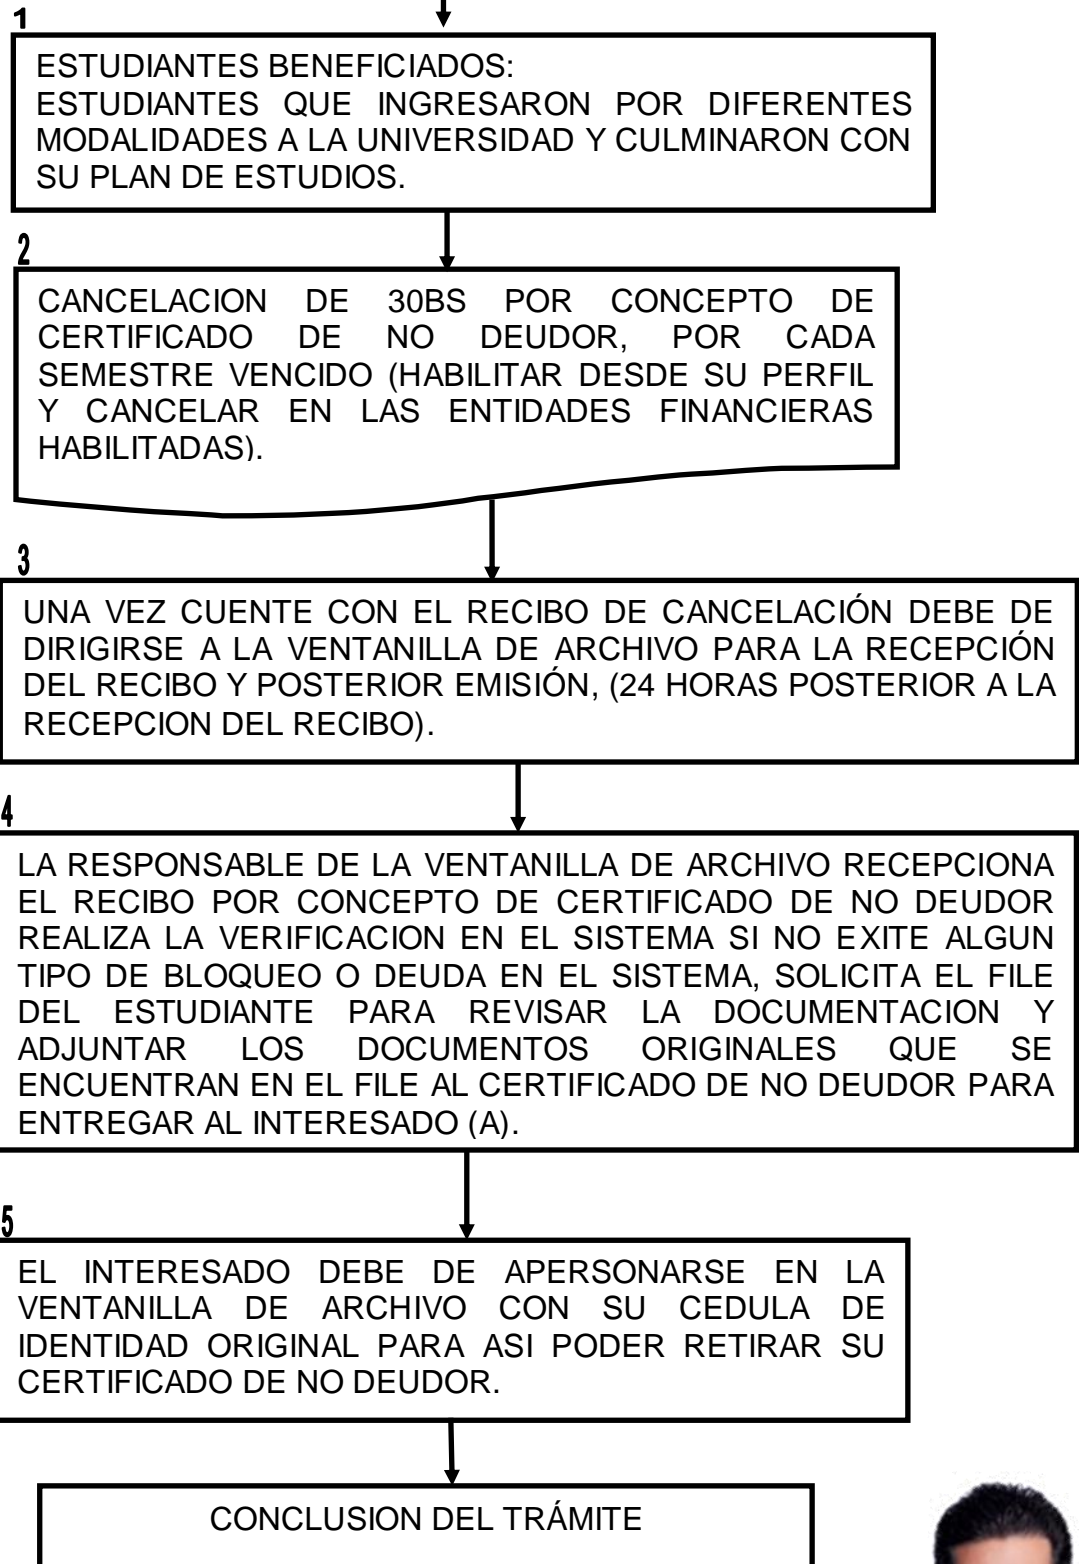 1
ESTUDIANTES BENEFICIADOS:
ESTUDIANTES QUE INGRESARON POR DIFERENTES
MODALIDADES A LA UNIVERSIDAD Y CULMINARON CON
SU PLAN DE ESTUDIOS.
2
CANCELACION DE 30BS POR CONCEPTO DE
CERTIFICADO DE NO DEUDOR, POR CADA
SEMESTRE VENCIDO (HABILITAR DESDE SU PERFIL
Y CANCELAR EN LAS ENTIDADES FINANCIERAS
HABILITADAS).
3
UNA VEZ CUENTE CON EL RECIBO DE CANCELACIÓN DEBE DE
DIRIGIRSE A LA VENTANILLA DE ARCHIVO PARA LA RECEPCIÓN
DEL RECIBO Y POSTERIOR EMISIÓN, (24 HORAS POSTERIOR A LA
RECEPCION DEL RECIBO).
4
LA RESPONSABLE DE LA VENTANILLA DE ARCHIVO RECEPCIONA
EL RECIBO POR CONCEPTO DE CERTIFICADO DE NO DEUDOR
REALIZA LA VERIFICACION EN EL SISTEMA SI NO EXITE ALGUN
TIPO DE BLOQUEO O DEUDA EN EL SISTEMA, SOLICITA EL FILE
DEL ESTUDIANTE PARA REVISAR LA DOCUMENTACION Y
ADJUNTAR LOS DOCUMENTOS ORIGINALES QUE SE
ENCUENTRAN EN EL FILE AL CERTIFICADO DE NO DEUDOR PARA
ENTREGAR AL INTERESADO (A).
5
EL INTERESADO DEBE DE APERSONARSE EN LA
VENTANILLA DE ARCHIVO CON SU CEDULA DE
IDENTIDAD ORIGINAL PARA ASI PODER RETIRAR SU
CERTIFICADO DE NO DEUDOR.
CONCLUSION DEL TRÁMITE